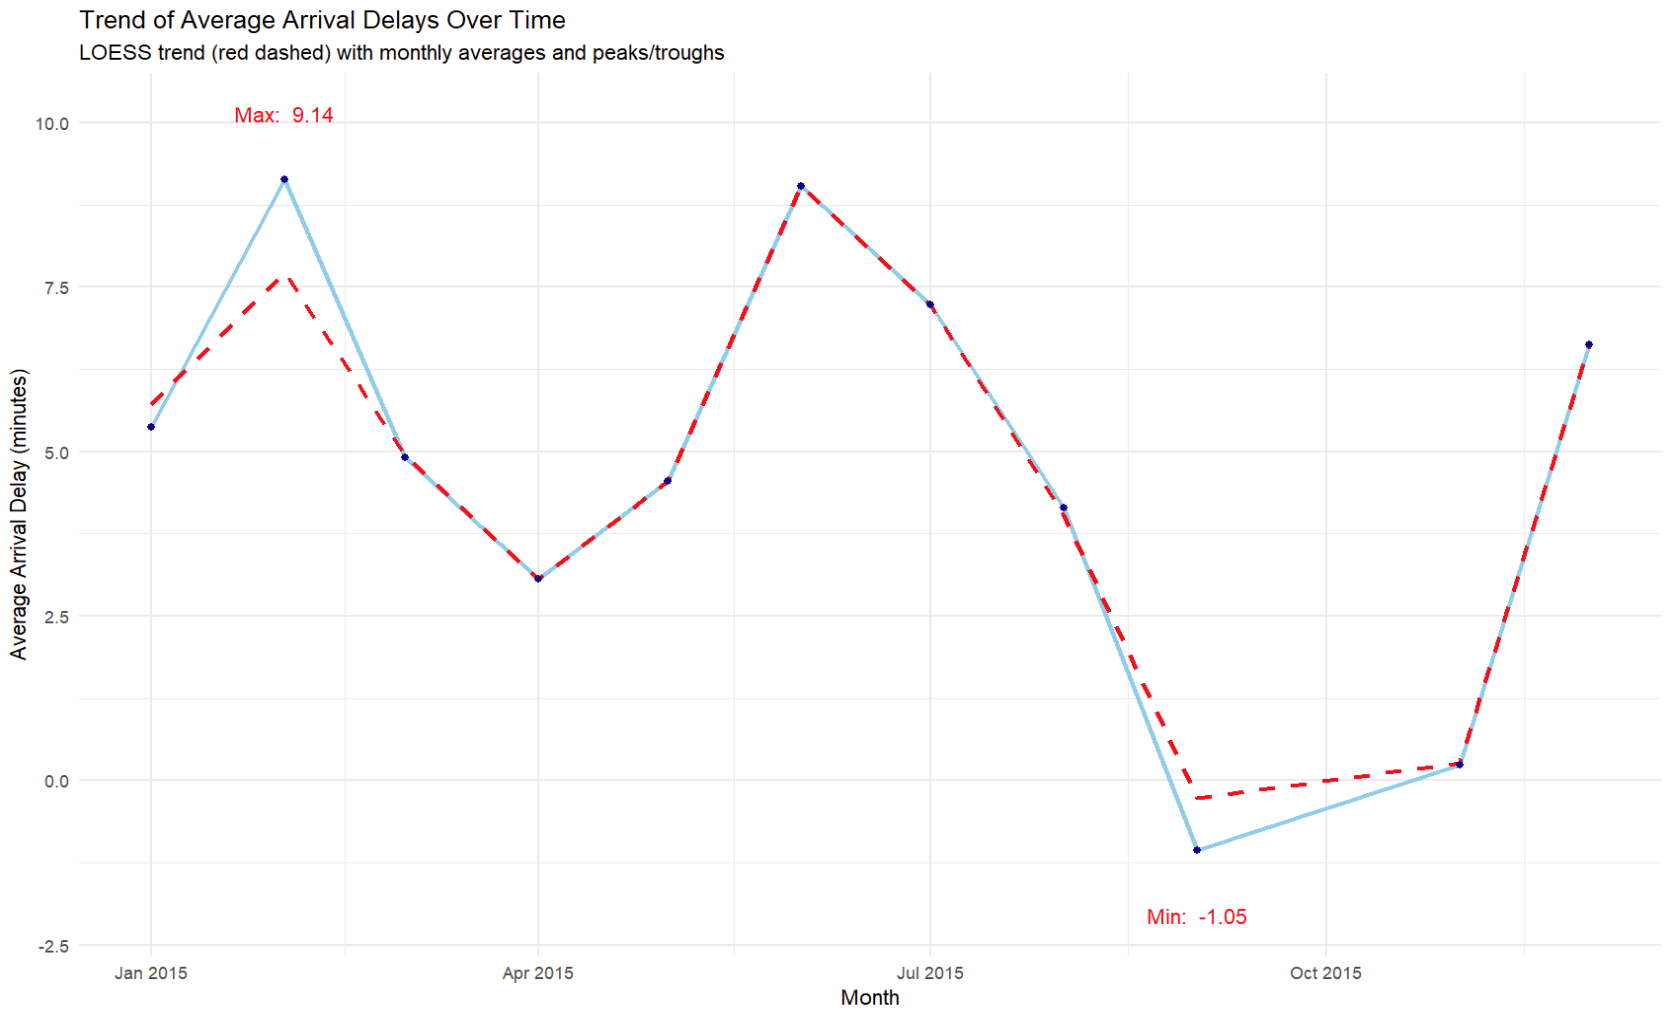 Trend of Average Arrival Delays Over Time
LOESS trend (red dashed) with monthly averages and peaks/troughs
Max:  9.14
10.0
7.5
5.0
2.5
0.0
-2.5
Average Arrival Delay (minutes)
Min:  -1.05
Jan 2015
Apr 2015
Jul 2015
Oct 2015
Month